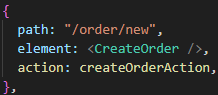 {
path: "/order/new",
element: <CreateOrder />,
action: createOrderAction,
},